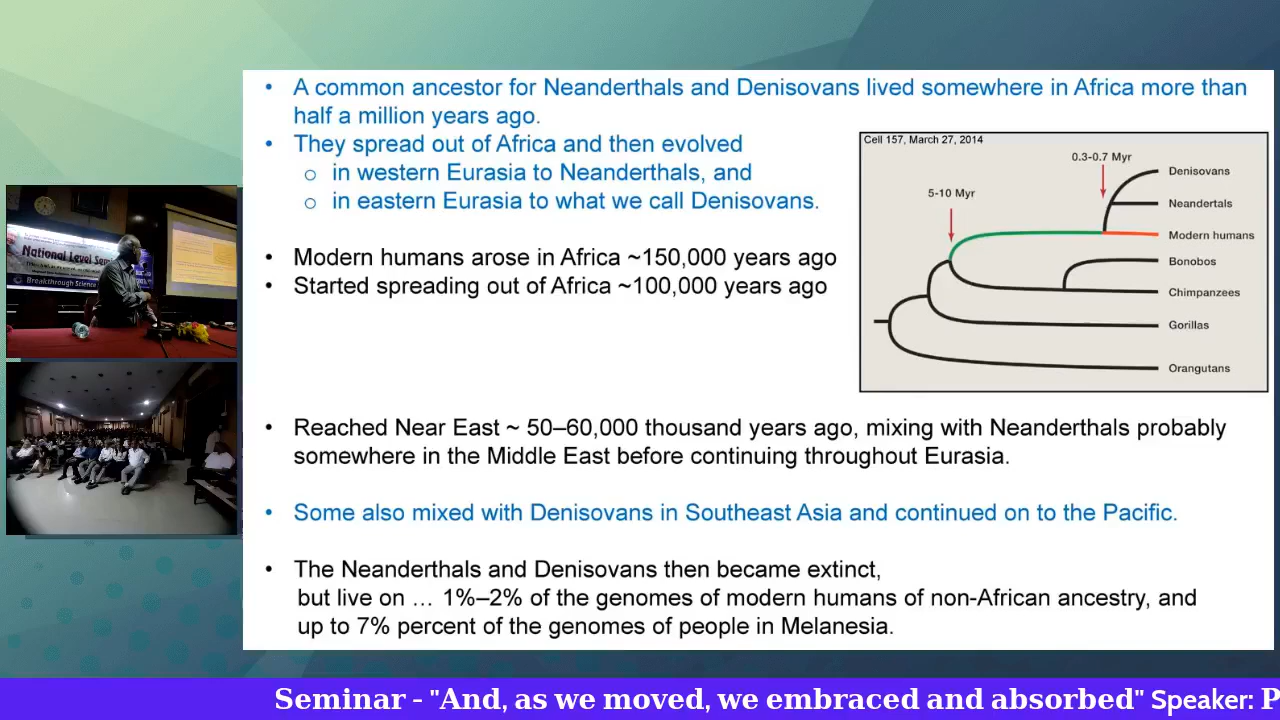 • A common ancestor for Neanderthals and Denisovans lived somewhere in Africa more than
half a million years ago.
• They spread out of Africa and then evolved
o in western Eurasia to Neanderthals, and
o in eastern Eurasia to what we call Denisovans.
• Modern humans arose in Africa ~150,000 years ago
• Started spreading out of Africa ~100,000 years ago
Cell 157, March 27, 2014
0.3-0.7 Myr
5-10 Myr
Denisovans
Neandertals
Modern humans
Bonobos
Chimpanzees
Gorillas
Orangutans
• Reached Near East ~ 50–60,000 thousand years ago, mixing with Neanderthals probably
somewhere in the Middle East before continuing throughout Eurasia.
• Some also mixed with Denisovans in Southeast Asia and continued on to the Pacific.
• The Neanderthals and Denisovans then became extinct,
but live on … 1%–2% of the genomes of modern humans of non-African ancestry, and
up to 7% percent of the genomes of people in Melanesia.
National Level Sem
Breakthrough Science
Seminar - "And, as we moved, we embraced and absorbed" Speaker: P